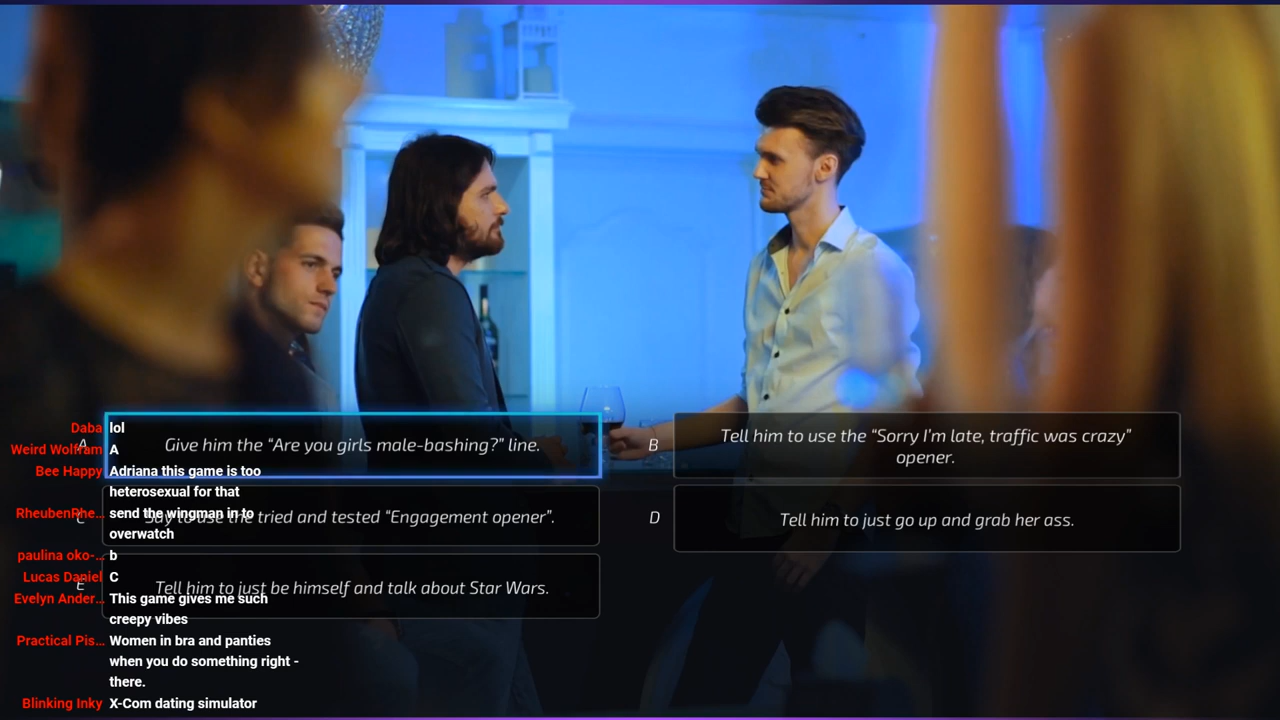 Daba lol
A Give him the “Are you girls male-bashing?” line.
B Tell him to use the “Sorry I’m late, traffic was crazy”
opener.
Weird Wolfram A
Bee Happy Adriana this game is too
heterosexual for that
RheubenRhe... send the wingman in to
overwatch
C Say to use the tried and tested “Engagement opener”.
D Tell him to just go up and grab her ass.
paulina oko-... b
Lucas Daniel C
E Tell him to just be himself and talk about Star Wars.
Evelyn Ander... This game gives me such
creepy vibes
Practical Pis... Women in bra and panties
when you do something right -
there.
Blinking Inky X-Com dating simulator